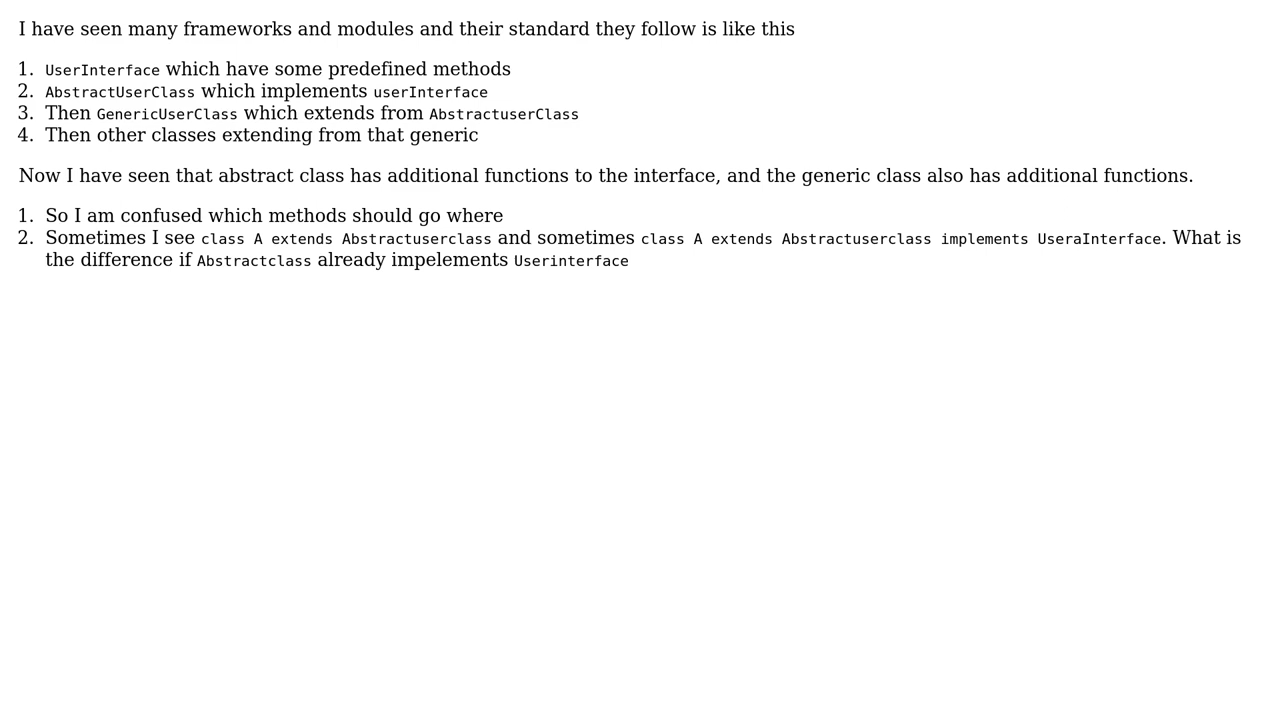 I have seen many frameworks and modules and their standard they follow is like this
1. UserInterface which have some predefined methods
2. AbstractUserClass which implements userInterface
3. Then GenericUserClass which extends from AbstractuserClass
4. Then other classes extending from that generic
Now I have seen that abstract class has additional functions to the interface, and the generic class also has additional functions.
1. So I am confused which methods should go where
2. Sometimes I see class A extends Abstractuserclass and sometimes class A extends Abstractuserclass implements UseraInterface. What is
the difference if Abstractclass already impelements Userinterface